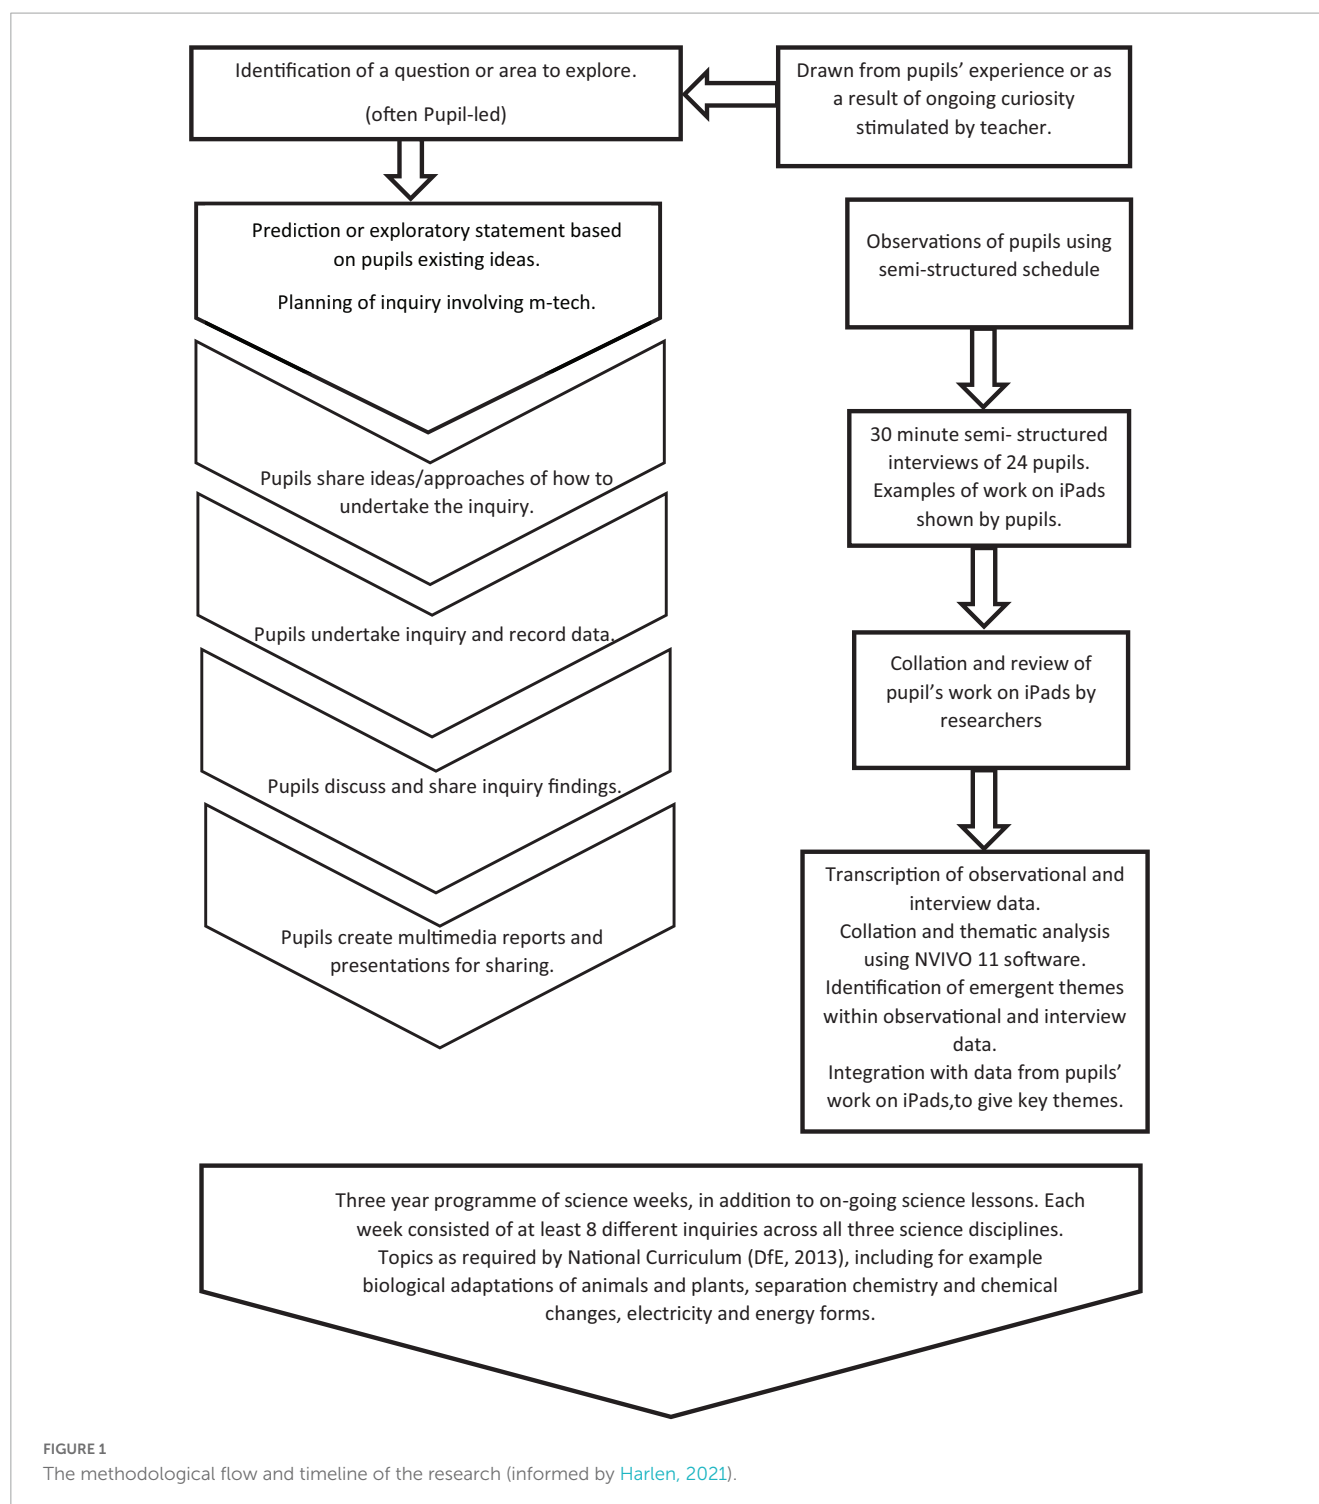 Identification of a question or area to explore.
(often Pupil-led)
Drawn from pupils' experience or as
a result of ongoing curiosity
stimulated by teacher.
Prediction or exploratory statement based
on pupils existing ideas.
Planning of inquiry involving m-tech.
Pupils share ideas/approaches of how to
undertake the inquiry.
Pupils undertake inquiry and record data.
Pupils discuss and share inquiry findings.
Pupils create multimedia reports and
presentations for sharing.
Observations of pupils using
semi-structured schedule
30 minute semi- structured
interviews of 24 pupils.
Examples of work on iPads
shown by pupils.
Collation and review of
pupil's work on iPads by
researchers
Transcription of observational and
interview data.
Collation and thematic analysis
using NVIVO 11 software.
Identification of emergent themes
within observational and interview
data.
Integration with data from pupils'
work on iPads,to give key themes.
Three year programme of science weeks, in addition to on-going science lessons. Each
week consisted of at least 8 different inquiries across all three science disciplines.
Topics as required by National Curriculum (DfE, 2013), including for example
biological adaptations of animals and plants, separation chemistry and chemical
changes, electricity and energy forms.
FIGURE 1
The methodological flow and timeline of the research (informed by Harlen, 2021).